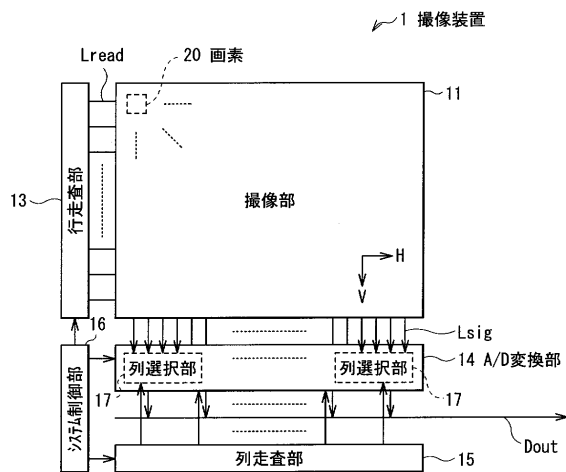 1 撮像装置
Lread
20 画素
11
13
行走査部
撮像部
H
V
16
Lsig
システム制御部
列選択部
列選択部
14 A/D変換部
17
17
Dout
列走査部
15